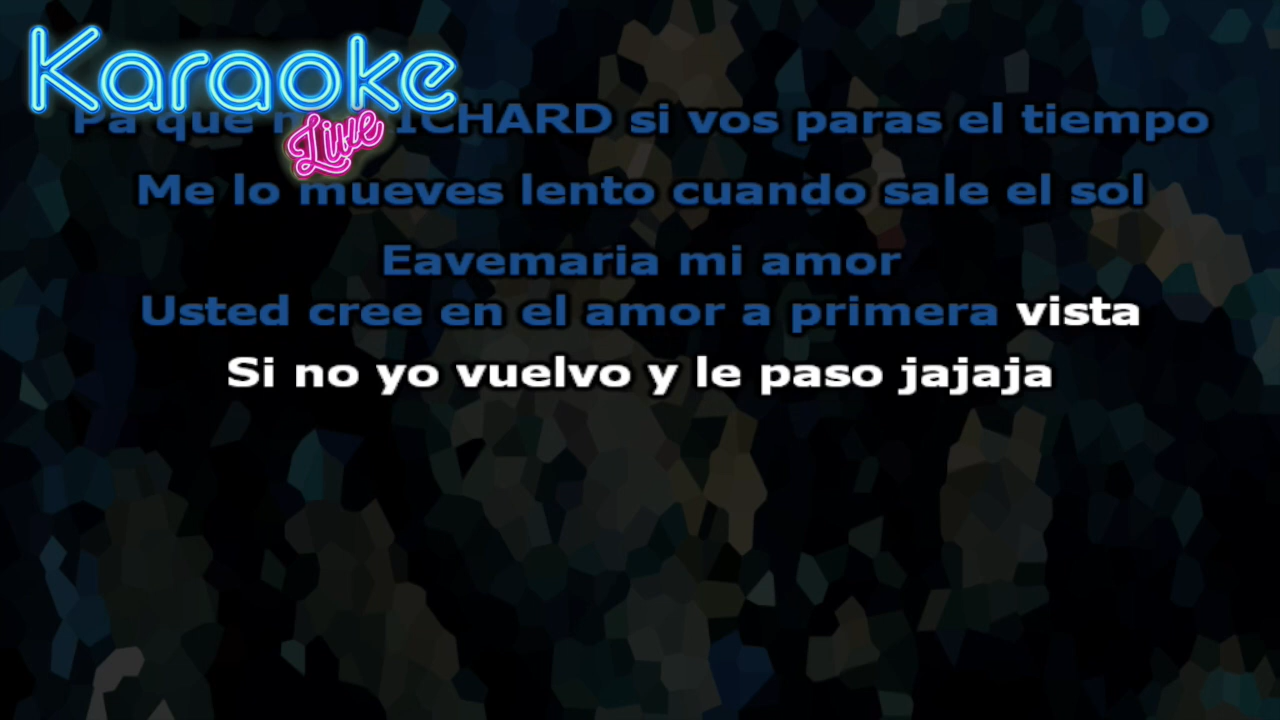 Karaoke
Live
Pa que si vos paras el tiempo
Me lo mueves lento cuando sale el sol
Eavemaria mi amor
Usted cree en el amor a primera vista
Si no yo vuelvo y le paso jajaja